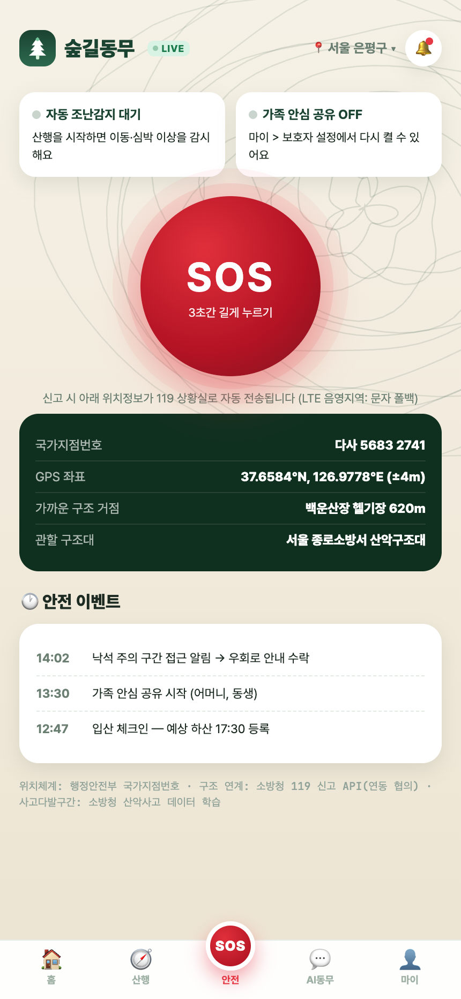 숲길동무
LIVE
서울 은평구 ▾
자동 조난감지 대기
산행을 시작하면 이동·심박 이상을 감시
해요
가족 안심 공유 OFF
마이 > 보호자 설정에서 다시 켤 수 있
어요
SOS
3초간 길게 누르기
신고 시 아래 위치정보가 119 상황실로 자동 전송됩니다 (LTE 음영지역: 문자 폴백)
국가지점번호 다사 5683 2741
GPS 좌표 37.6584°N, 126.9778°E (±4m)
가까운 구조 거점 백운산장 헬기장 620m
관할 구조대 서울 종로소방서 산악구조대
안전 이벤트
14:02 낙석 주의 구간 접근 알림 → 우회로 안내 수락
13:30 가족 안심 공유 시작 (어머니, 동생)
12:47 입산 체크인 — 예상 하산 17:30 등록
위치체계: 행정안전부 국가지점번호 · 구조 연계: 소방청 119 신고 API(연동 협의) ·
사고다발구간: 소방청 산악사고 데이터 학습
홈
산행
SOS
안전
AI동무
마이